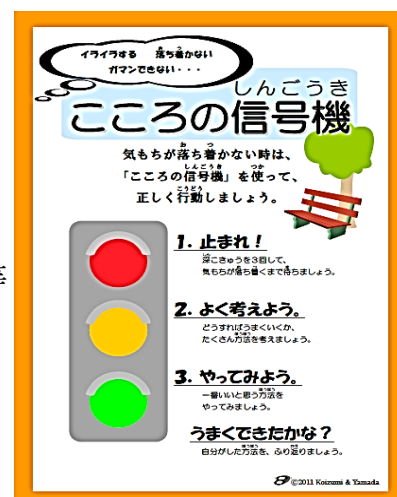 イライラする　落ち着かない
ガマンできない・・・
こころの信号機
気もちが落ち着かない時は、
「こころの信号機」を使って、
正しく行動しましょう。
1. 止まれ！
深こきゅうを3回して、
気もちが落ち着くまで待ちましょう。
2. よく考えよう。
どうすればうまくいくか、
たくさん方法を考えましょう。
3. やってみよう。
一番いいと思う方法を
やってみましょう。
うまくできたかな？
自分がした方法を、ふり返りましょう。
©2011 Koizumi & Yamada